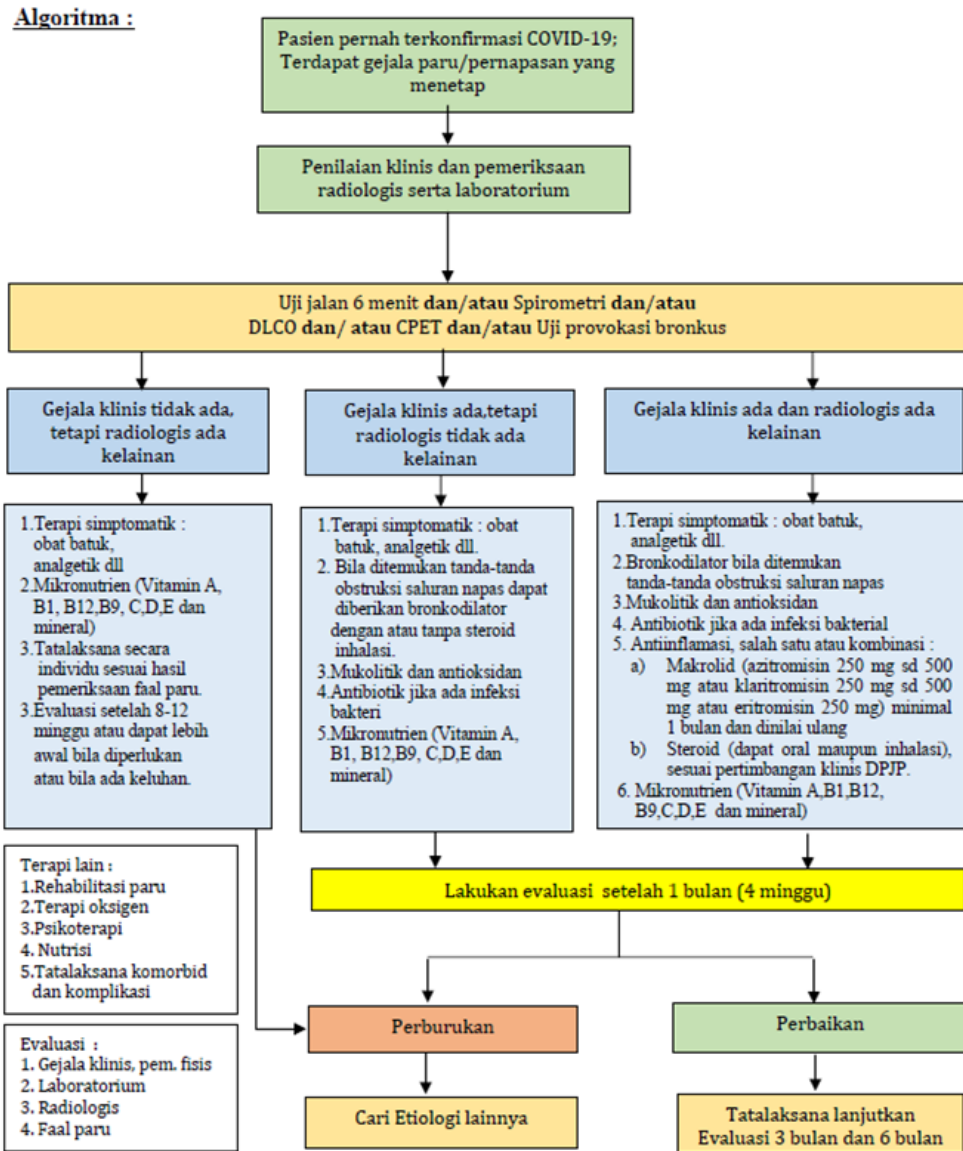 Algoritma :
Pasien pernah terkonfirmasi COVID-19;
Terdapat gejala paru/pernapasan yang
menetap
Penilaian klinis dan pemeriksaan
radiologis serta laboratorium
Uji jalan 6 menit dan/atau Spirometri dan/atau
DLCO dan/ atau CPET dan/atau Uji provokasi bronkus
Gejala klinis tidak ada,
tetapi radiologis ada
kelainan
Gejala klinis ada,tetapi
radiologis tidak ada
kelainan
Gejala klinis ada dan radiologis ada
kelainan
1.Terapi simptomatik :
obat batuk,
analgetik dll
2.Mikronutrien (Vitamin A,
B1, B12,B9, C,D,E dan
mineral)
3.Tatalaksana secara
individu sesuai hasil
pemeriksaan faal paru.
3.Evaluasi setelah 8-12
minggu atau dapat lebih
awal bila diperlukan
atau bila ada keluhan.
1.Terapi simptomatik : obat
batuk, analgetik dll.
2. Bila ditemukan tanda-tanda
obstruksi saluran napas dapat
diberikan bronkodilator
dengan atau tanpa steroid
inhalasi.
3. Mukolitik dan antioksidan
4.Antibiotik jika ada infeksi
bakteri
5.Mikronutrien (Vitamin A,
B1, B12,B9, C,D,E dan
mineral)
1.Terapi simptomatik : obat batuk,
analgetik dll.
2.Bronkodilator bila ditemukan
tanda-tanda obstruksi saluran napas
3.Mukolitik dan antioksidan
4. Antibiotik jika ada infeksi bakterial
5. Antiinflamasi, salah satu atau kombinasi :
a) Makrolid (azitromisin 250 mg sd 500
mg atau klaritromisin 250 mg sd 500
mg atau eritromisin 250 mg) minimal
1 bulan dan dinilai ulang
b) Steroid (dapat oral maupun inhalasi),
sesuai pertimbangan klinis DPJP.
6. Mikronutrien (Vitamin A,B1,B12,
B9,C,D,E dan mineral)
Terapi lain :
1.Rehabilitasi paru
2.Terapi oksigen
3.Psikoterapi
4. Nutrisi
5.Tatalaksana komorbid
dan komplikasi
Lakukan evaluasi setelah 1 bulan (4 minggu)
Evaluasi :
1. Gejala klinis, pem. fisis
2. Laboratorium
3. Radiologis
4. Faal paru
Perburukan
Perbaikan
Cari Etiologi lainnya
Tatalaksana lanjutkan
Evaluasi 3 bulan dan 6 bulan